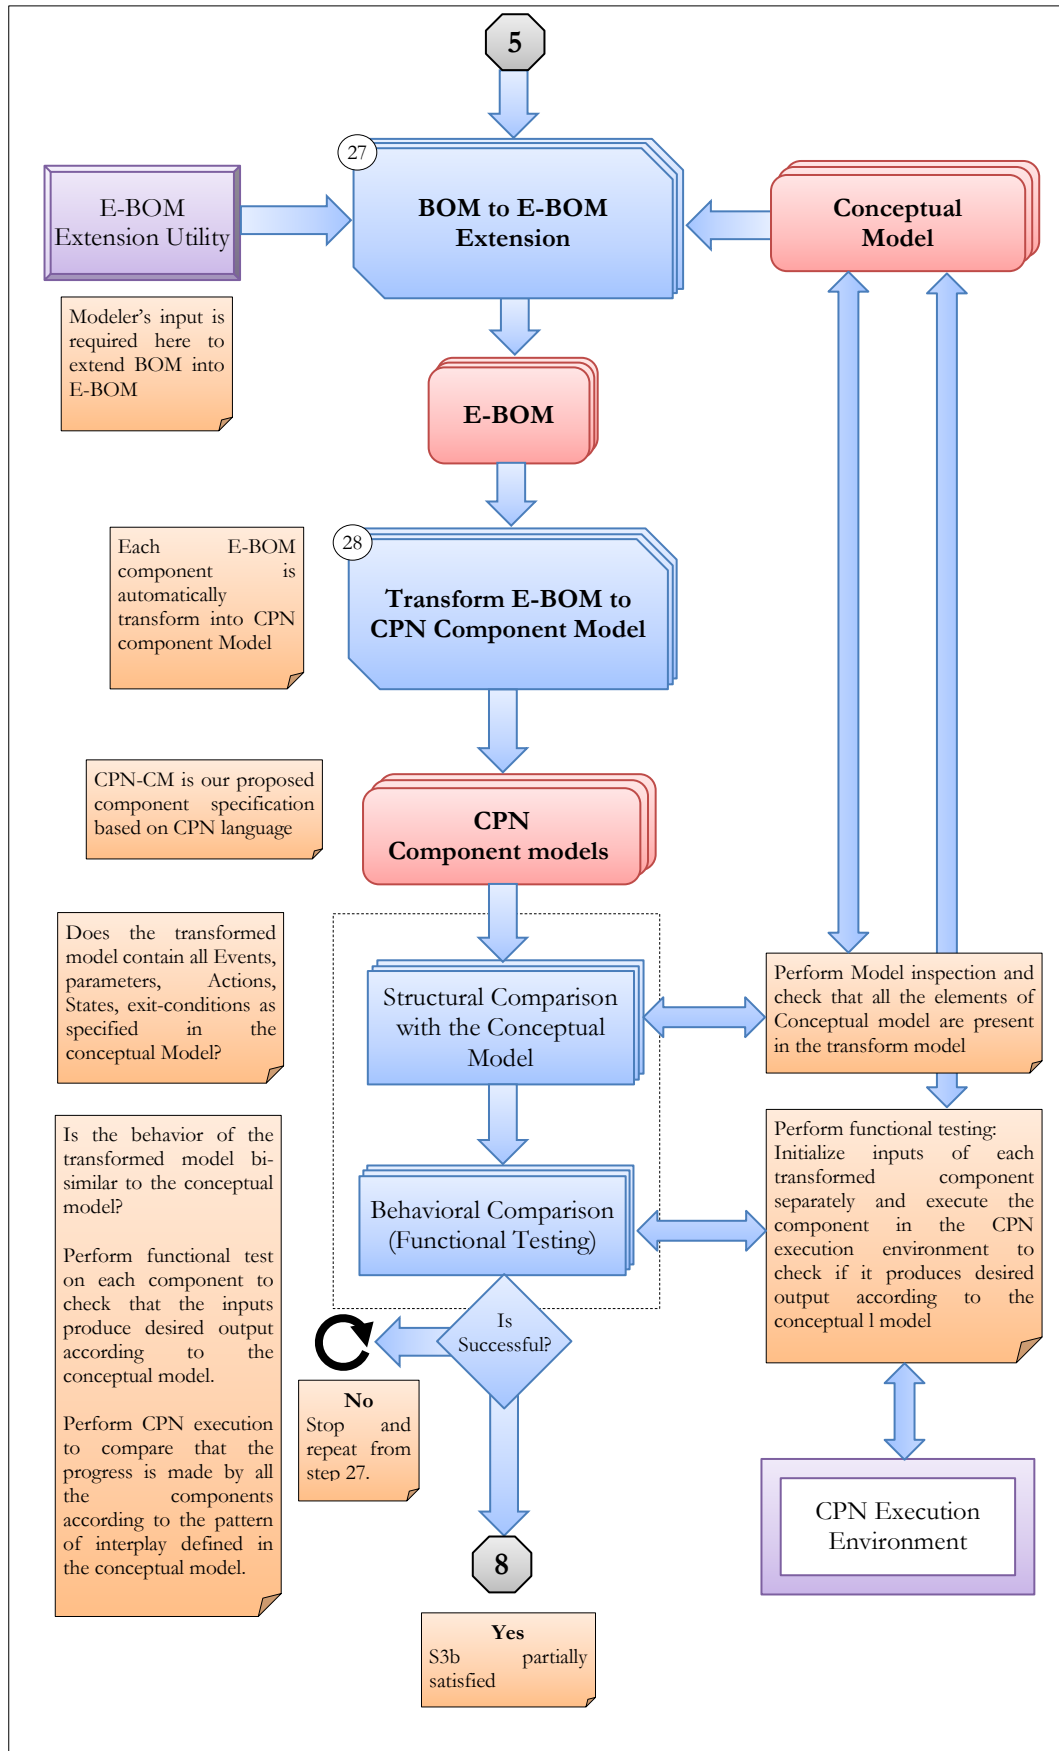 5
27
BOM to E-BOM
Extension
E-BOM
Extension Utility
Conceptual
Model
Modeler's input is
required here to
extend BOM into
E-BOM
E-BOM
28
Transform E-BOM to
CPN Component Model
Each E-BOM
component is
automatically
transform into CPN
component Model
CPN-CM is our proposed
component specification
based on CPN language
CPN
Component models
Does the transformed
model contain all Events,
parameters, Actions,
States, exit-conditions as
specified in the
conceptual Model?
Structural Comparison
with the Conceptual
Model
Perform Model inspection and
check that all the elements of
Conceptual model are present
in the transform model
Is the behavior of the
transformed model bi-
similar to the conceptual
model?
Perform functional test
on each component to
check that the inputs
produce desired output
according to the
conceptual model.
Perform CPN execution
to compare that the
progress is made by all
the components
according to the pattern
of interplay defined in
the conceptual model.
Behavioral Comparison
(Functional Testing)
Perform functional testing:
Initialize inputs of each
transformed component
separately and execute the
component in the CPN
execution environment to
check if it produces desired
output according to the
conceptual l model
Is
Successful?
No
Stop and
repeat from
step 27.
CPN Execution
Environment
8
Yes
S3b partially
satisfied